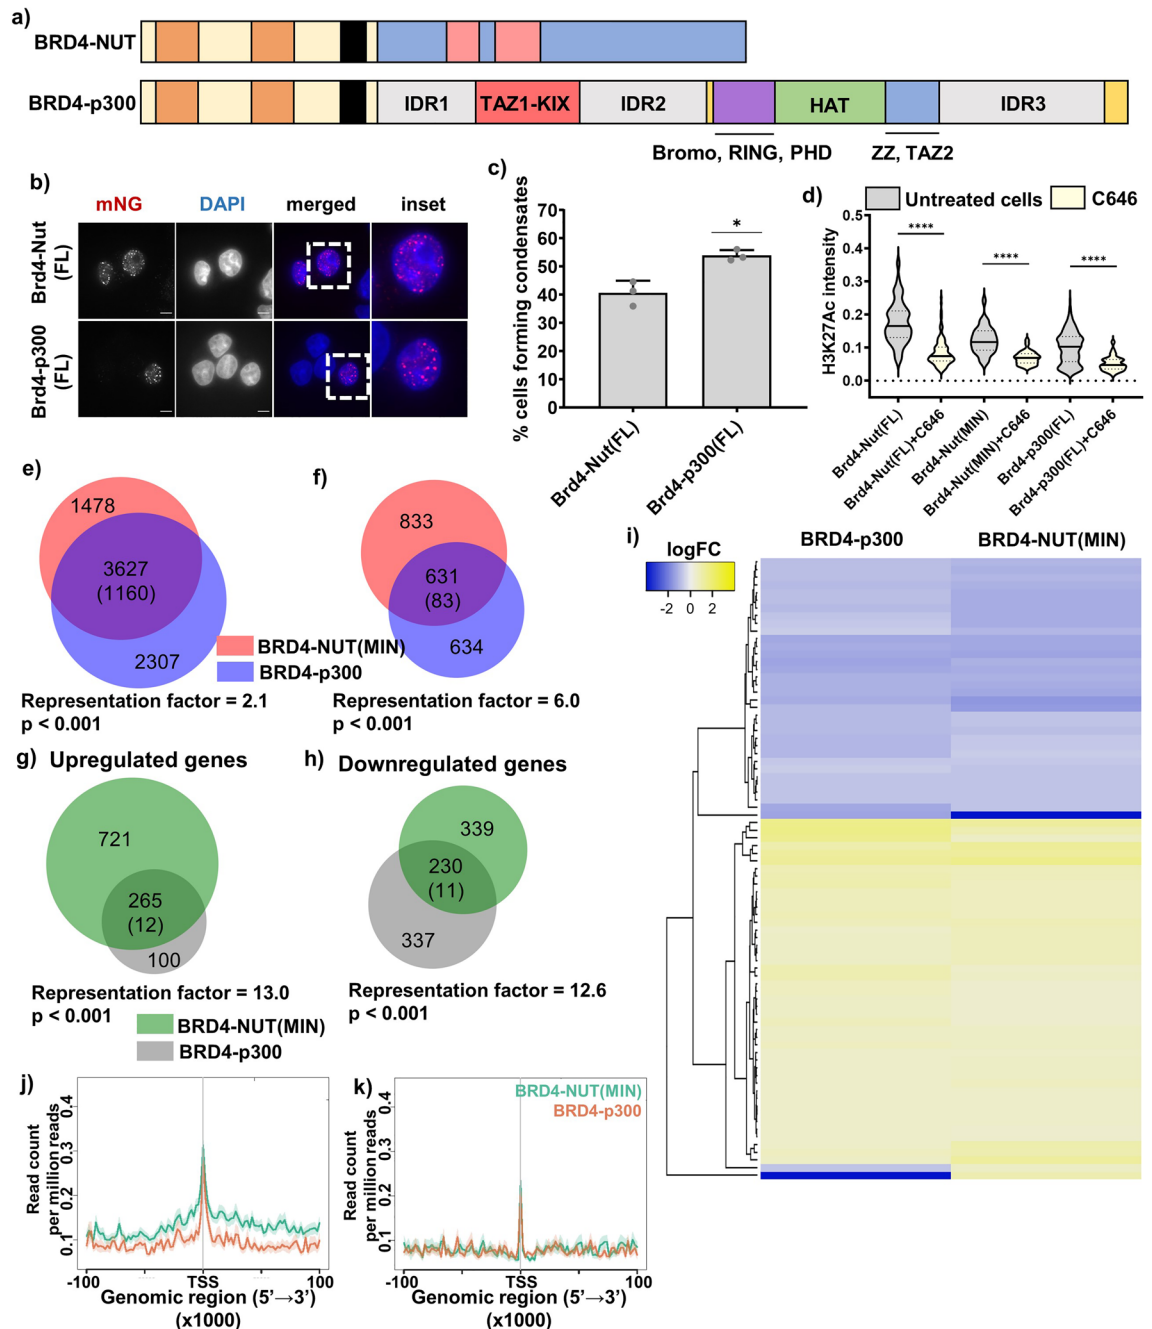 a)
BRD4-NUT
BRD4-p300
IDR1
TAZ1-KIX
IDR2
HAT
IDR3
Bromo, RING, PHD
ZZ, TAZ2
b)
mNG
DAPI
merged
inset
Brd4-Nut
(FL)
Brd4-p300
(FL)
c)
% cells forming condensates
70
60
50
40
30
20
10
0
*
Brd4-Nut(FL)
Brd4-p300(FL)
d)
Untreated cells
C646
H3K27Ac intensity
0.5
0.4
0.3
0.2
0.1
0.0
****
****
****
Brd4-Nut(FL)
Brd4-Nut(FL)+C646
Brd4-Nut(MIN)
Brd4-Nut(MIN)+C646
Brd4-p300(FL)
Brd4-p300(FL)+C646
e)
1478
3627
(1160)
2307
BRD4-NUT(MIN)
BRD4-p300
Representation factor = 2.1
p < 0.001
f)
833
631
(83)
634
Representation factor = 6.0
p < 0.001
g) Upregulated genes
721
265
(12)
100
Representation factor = 13.0
p < 0.001
BRD4-NUT(MIN)
BRD4-p300
h) Downregulated genes
339
230
(11)
337
Representation factor = 12.6
p < 0.001
i)
logFC
-2 0 2
BRD4-p300
BRD4-NUT(MIN)
j)
Read count
per million reads
0.4
0.3
0.2
0.1
-100 TSS 100
Genomic region (5'→3')
(x1000)
k)
BRD4-NUT(MIN)
BRD4-p300
Read count
per million reads
0.4
0.3
0.2
0.1
-100 TSS 100
Genomic region (5'→3')
(x1000)